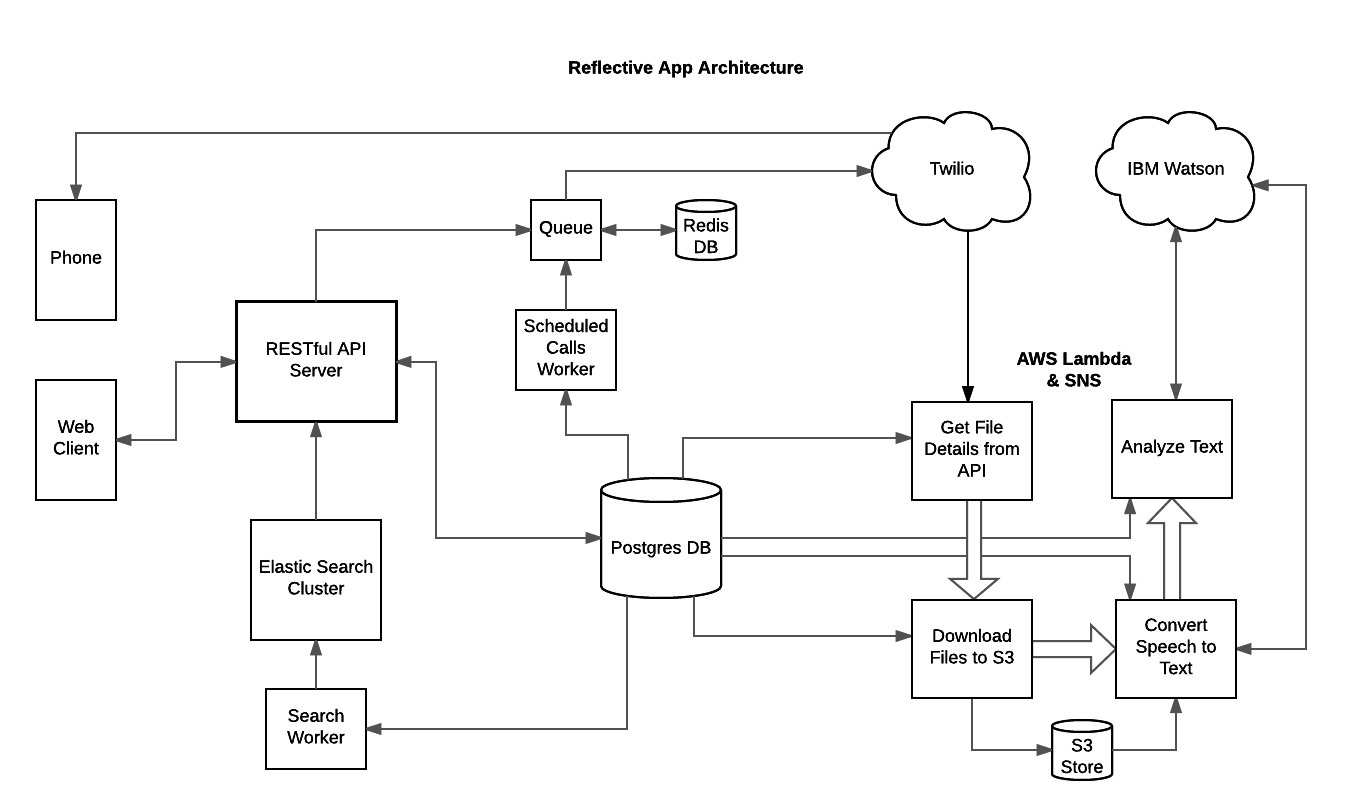 Reflective App Architecture
Twilio
IBM Watson
Phone
Queue
Redis
DB
RESTful API
Server
Scheduled
Calls
Worker
AWS Lambda
& SNS
Web
Client
Get File
Details from
API
Analyze Text
Postgres DB
Elastic Search
Cluster
Download
Files to S3
Convert
Speech to
Text
Search
Worker
S3
Store